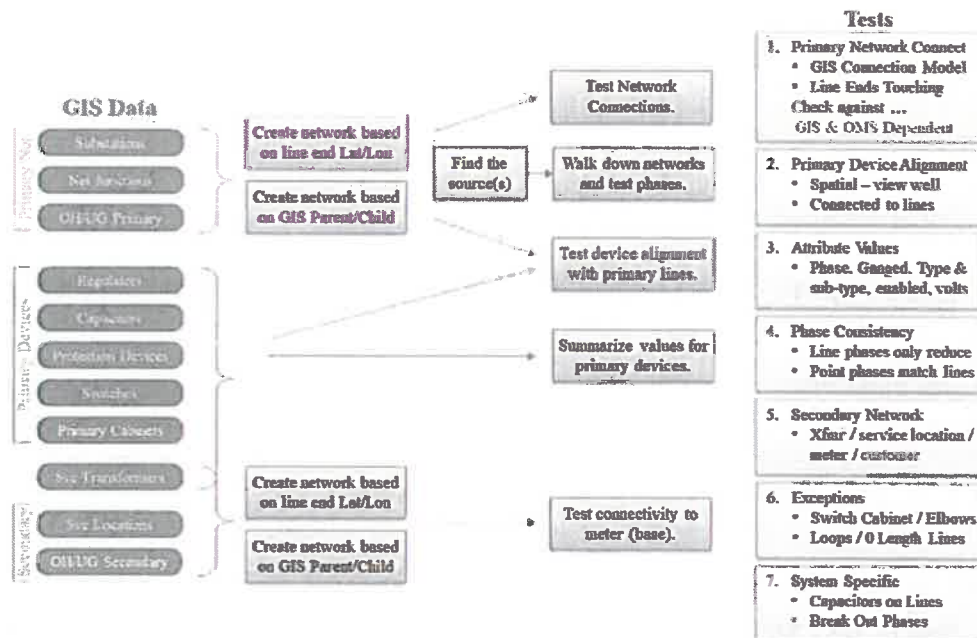 Tests
GIS Data
Substations
Net Junctions
OH/UG Primary
Regulators
Capacitors
Protection Devices
Switches
Primary Cabinets
Svc Transformers
Svc Locations
OH/UG Secondary
Primary Net
Primary Devices
Secondary
Create network based
on line end Lat/Lon
Create network based
on GIS Parent/Child
Create network based
on line end Lat/Lon
Create network based
on GIS Parent/Child
Find the
source(s)
Test Network
Connections.
Walk down networks
and test phases.
Test device alignment
with primary lines.
Summarize values for
primary devices.
Test connectivity to
meter (base).
1. Primary Network Connect
• GIS Connection Model
• Line Ends Touching
Check against ...
GIS & OMS Dependent
2. Primary Device Alignment
• Spatial – view well
• Connected to lines
3. Attribute Values
• Phase, Ganged, Type &
sub-type, enabled, volts
4. Phase Consistency
• Line phases only reduce
• Point phases match lines
5. Secondary Network
• Xfmr / service location /
meter / customer
6. Exceptions
• Switch Cabinet / Elbows
• Loops / 0 Length Lines
7. System Specific
• Capacitors on Lines
• Break Out Phases